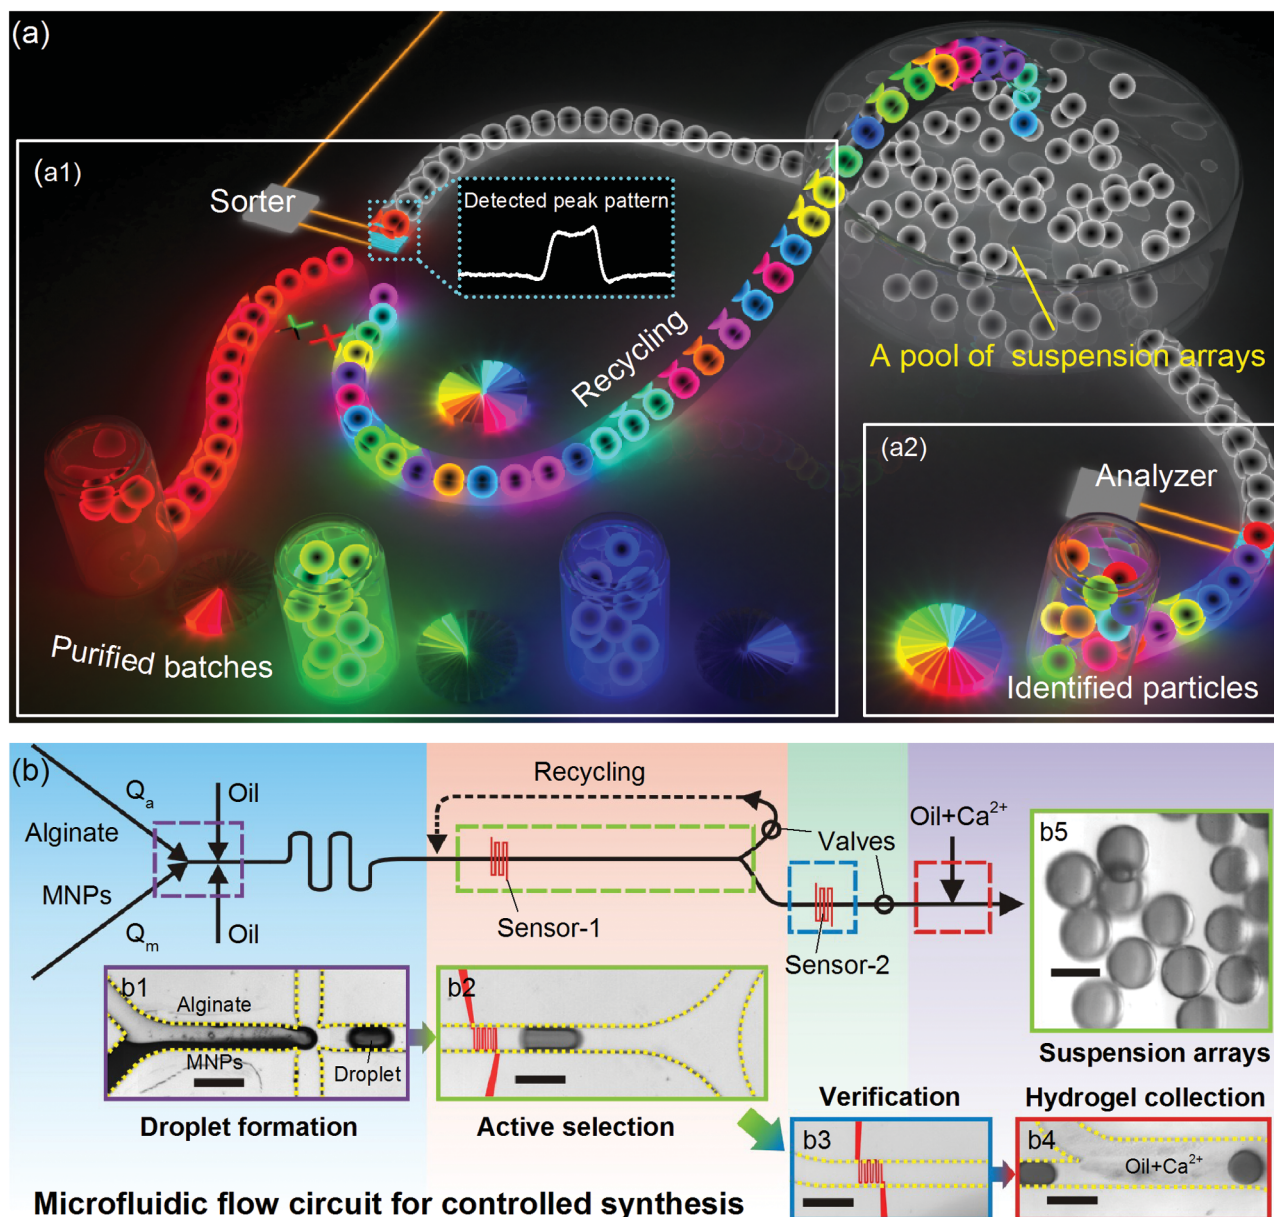 (a)
(a1)
Sorter
Detected peak pattern
Recycling
A pool of suspension arrays
(a2)
Analyzer
Purified batches
Identified particles
(b)
Qa
Oil
Alginate
MNPs
Qm
Oil
Recycling
Sensor-1
Valves
Sensor-2
Oil+Ca²⁺
b5
Suspension arrays
b1
Alginate
MNPs
Droplet
Droplet formation
b2
Active selection
Verification
b3
Hydrogel collection
b4
Oil+Ca²⁺
Microfluidic flow circuit for controlled synthesis